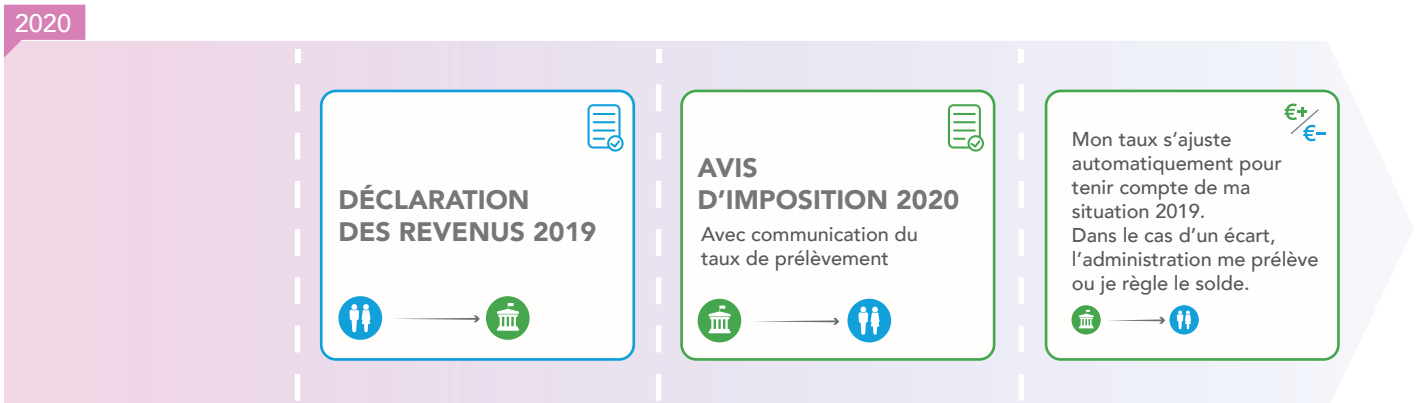 2020
DÉCLARATION
DES REVENUS 2019
AVIS
D’IMPOSITION 2020
Avec communication du
taux de prélèvement
€+
€-
Mon taux s’ajuste
automatiquement pour
tenir compte de ma
situation 2019.
Dans le cas d’un écart,
l’administration me prélève
ou je règle le solde.